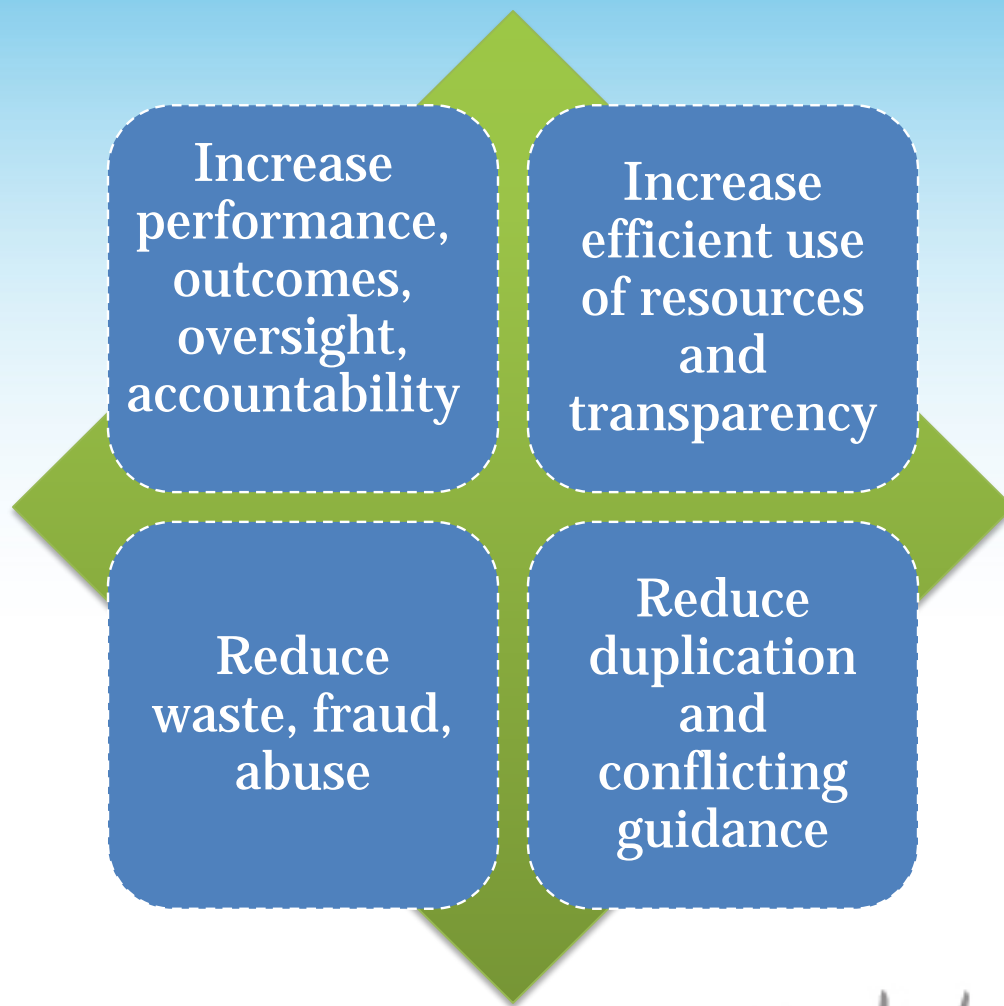 Increase
performance,
outcomes,
oversight,
accountability
Increase
efficient use
of resources
and
transparency
Reduce
waste, fraud,
abuse
Reduce
duplication
and
conflicting
guidance